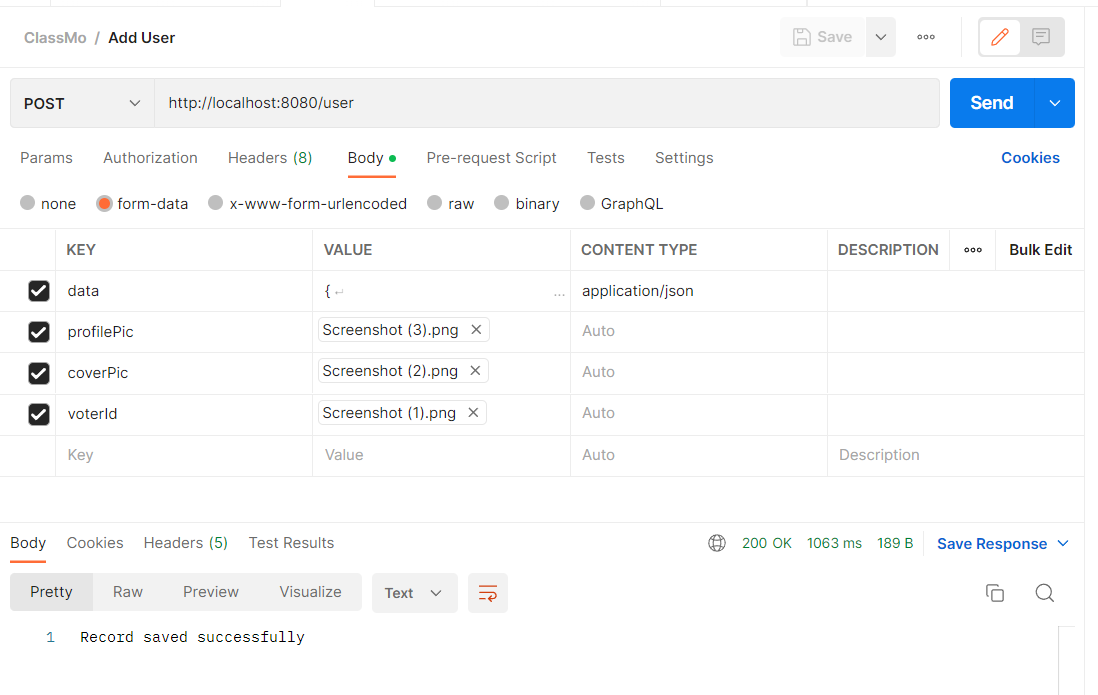 ClassMo / Add User
Save
POST http://localhost:8080/user Send
Params Authorization Headers (8) Body Pre-request Script Tests Settings Cookies
none form-data x-www-form-urlencoded raw binary GraphQL
KEY VALUE CONTENT TYPE DESCRIPTION Bulk Edit
data { ↵ ... application/json
profilePic Screenshot (3).png Auto
coverPic Screenshot (2).png Auto
voterId Screenshot (1).png Auto
Key Value Auto Description
Body Cookies Headers (5) Test Results 200 OK 1063 ms 189 B Save Response
Pretty Raw Preview Visualize Text
1 Record saved successfully